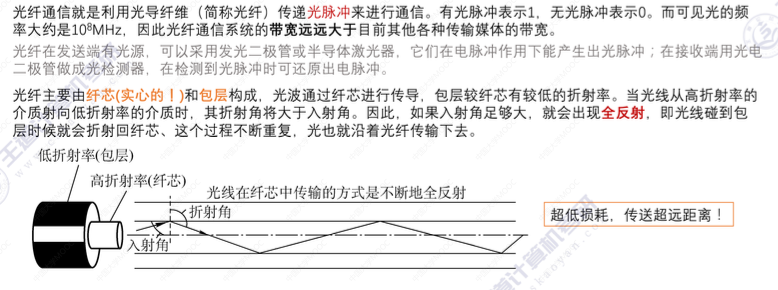 光纤通信就是利用光导纤维（简称光纤）传递光脉冲来进行通信。有光脉冲表示1，无光脉冲表示0。而可见光的频
率大约是10⁸MHz，因此光纤通信系统的带宽远远大于目前其他各种传输媒体的带宽。
光纤在发送端有光源，可以采用发光二极管或半导体激光器，它们在电脉冲作用下能产生出光脉冲；在接收端用光电
二极管做成光检测器，在检测到光脉冲时可还原出电脉冲。
光纤主要由纤芯(实心的！)和包层构成，光波通过纤芯进行传导，包层较纤芯有较低的折射率。当光线从高折射率的
介质射向低折射率的介质时，其折射角将大于入射角。因此，如果入射角足够大，就会出现全反射，即光线碰到包
层时候就会折射回纤芯、这个过程不断重复，光也就沿着光纤传输下去。
低折射率(包层)
高折射率(纤芯)
光线在纤芯中传输的方式是不断地全反射
折射角
入射角
超低损耗，传送超远距离！